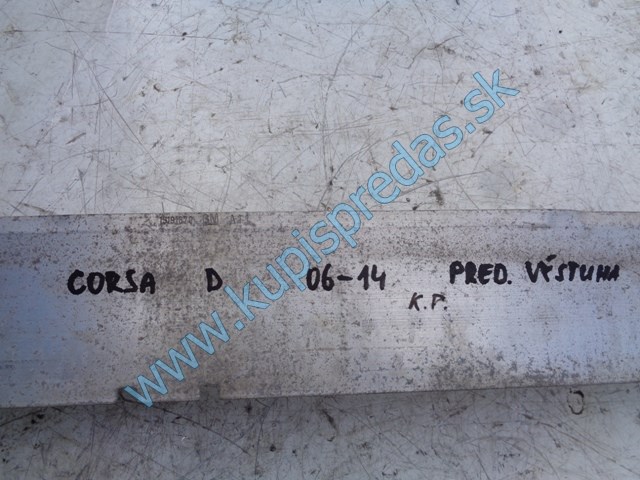 CORSA D 06-14 PRED. VÝSTUHA
K.P.
www.kupispredas.sk